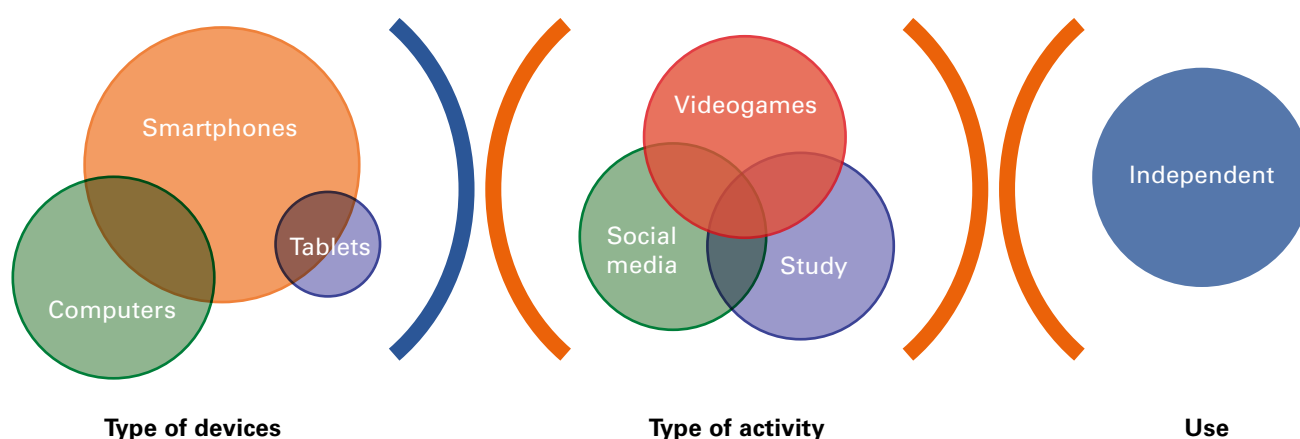 Smartphones
Tablets
Computers
Type of devices
Videogames
Social
media
Study
Type of activity
Independent
Use